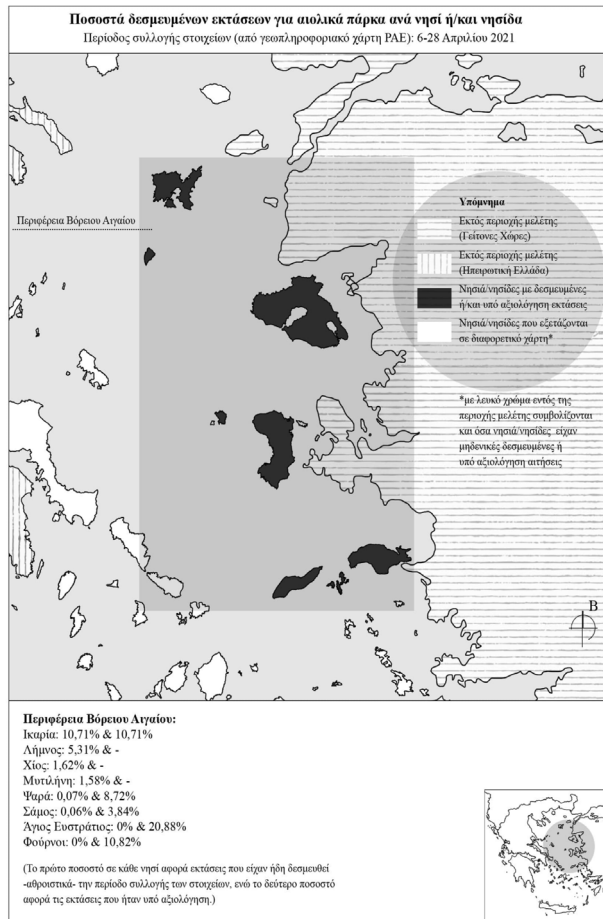 Ποσοστά δεσμευμένων εκτάσεων για αιολικά πάρκα ανά νησί ή/και νησίδα
Περίοδος συλλογής στοιχείων (από γεωπληροφοριακό χάρτη ΡΑΕ): 6-28 Απριλίου 2021
Περιφέρεια Βόρειου Αιγαίου
Υπόμνημα
Εκτός περιοχής μελέτης
(Γείτονες Χώρες)
Εκτός περιοχής μελέτης
(Ηπειρωτική Ελλάδα)
Νησιά/νησίδες με δεσμευμένες
ή/και υπό αξιολόγηση εκτάσεις
Νησιά/νησίδες που εξετάζονται
σε διαφορετικό χάρτη*
*με λευκό χρώμα εντός της
περιοχής μελέτης συμβολίζονται
και όσα νησιά/νησίδες είχαν
μηδενικές δεσμευμένες ή
υπό αξιολόγηση αιτήσεις
Β
Περιφέρεια Βόρειου Αιγαίου:
Ικαρία: 10,71% & 10,71%
Λήμνος: 5,31% & -
Χίος: 1,62% & -
Μυτιλήνη: 1,58% & -
Ψαρά: 0,07% & 8,72%
Σάμος: 0,06% & 3,84%
Άγιος Ευστράτιος: 0% & 20,88%
Φούρνοι: 0% & 10,82%
(Το πρώτο ποσοστό σε κάθε νησί αφορά εκτάσεις που είχαν ήδη δεσμευθεί
-αθροιστικά- την περίοδο συλλογής των στοιχείων, ενώ το δεύτερο ποσοστό
αφορά τις εκτάσεις που ήταν υπό αξιολόγηση.)